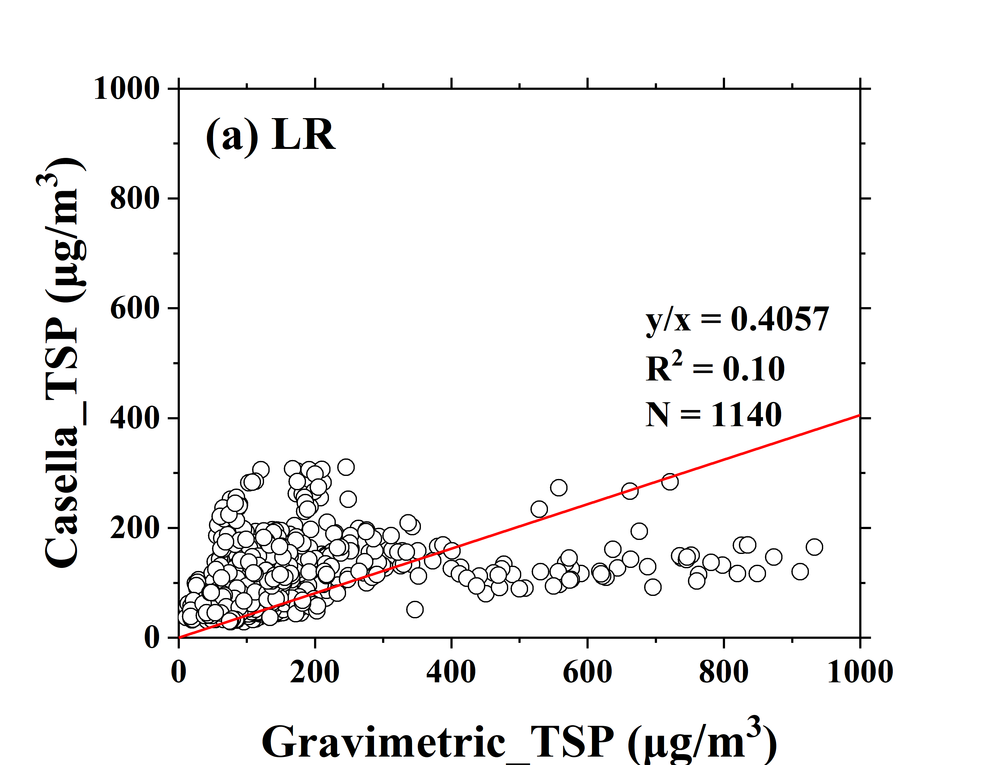 1000
(a) LR
800
600
400
200
0
Casella_TSP (µg/m³)
y/x = 0.4057
R² = 0.10
N = 1140
0 200 400 600 800 1000
Gravimetric_TSP (µg/m³)